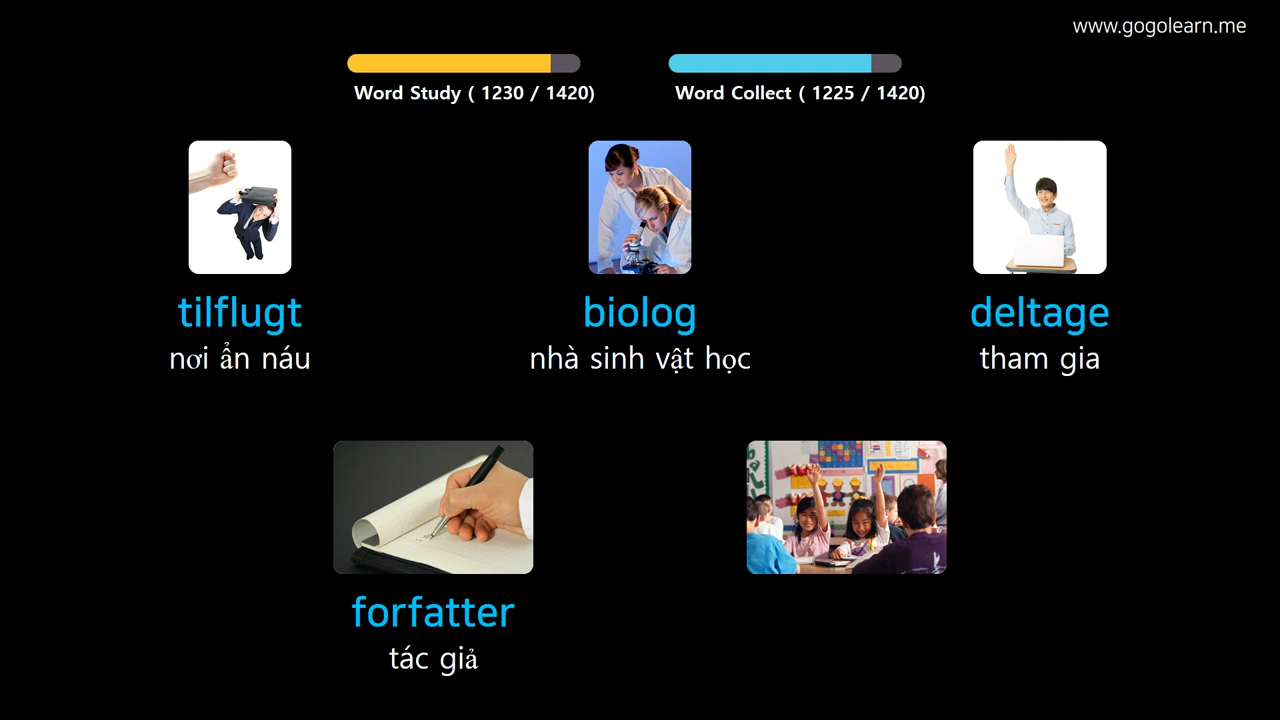 www.gogolearn.me
Word Study ( 1230 / 1420)
Word Collect ( 1225 / 1420)
tilflugt
nơi ẩn náu
biolog
nhà sinh vật học
deltage
tham gia
forfatter
tác giả